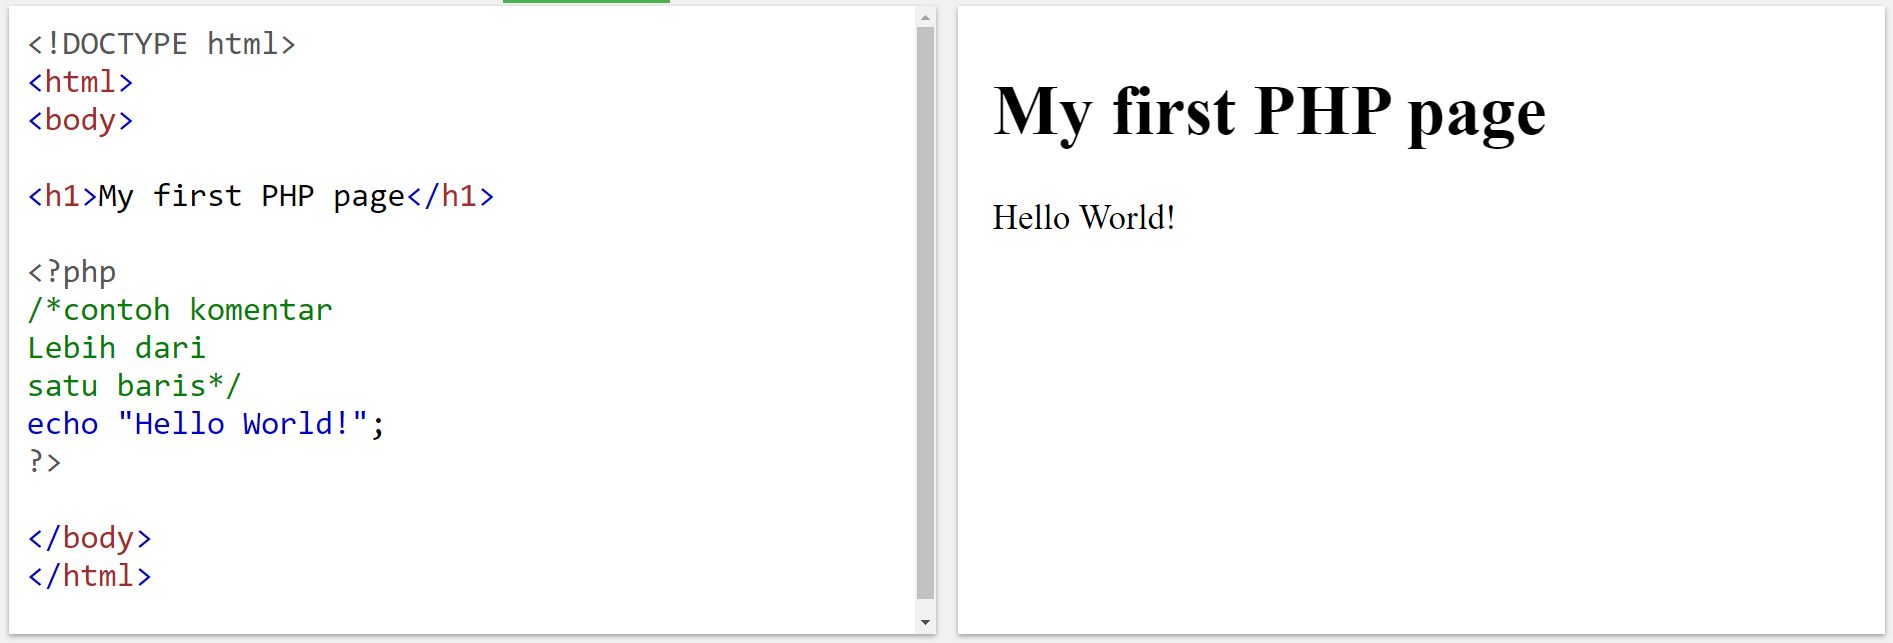 <!DOCTYPE html>
<html>
<body>
<h1>My first PHP page</h1>
<?php
/*contoh komentar
Lebih dari
satu baris*/
echo "Hello World!";
?>
</body>
</html>
My first PHP page
Hello World!